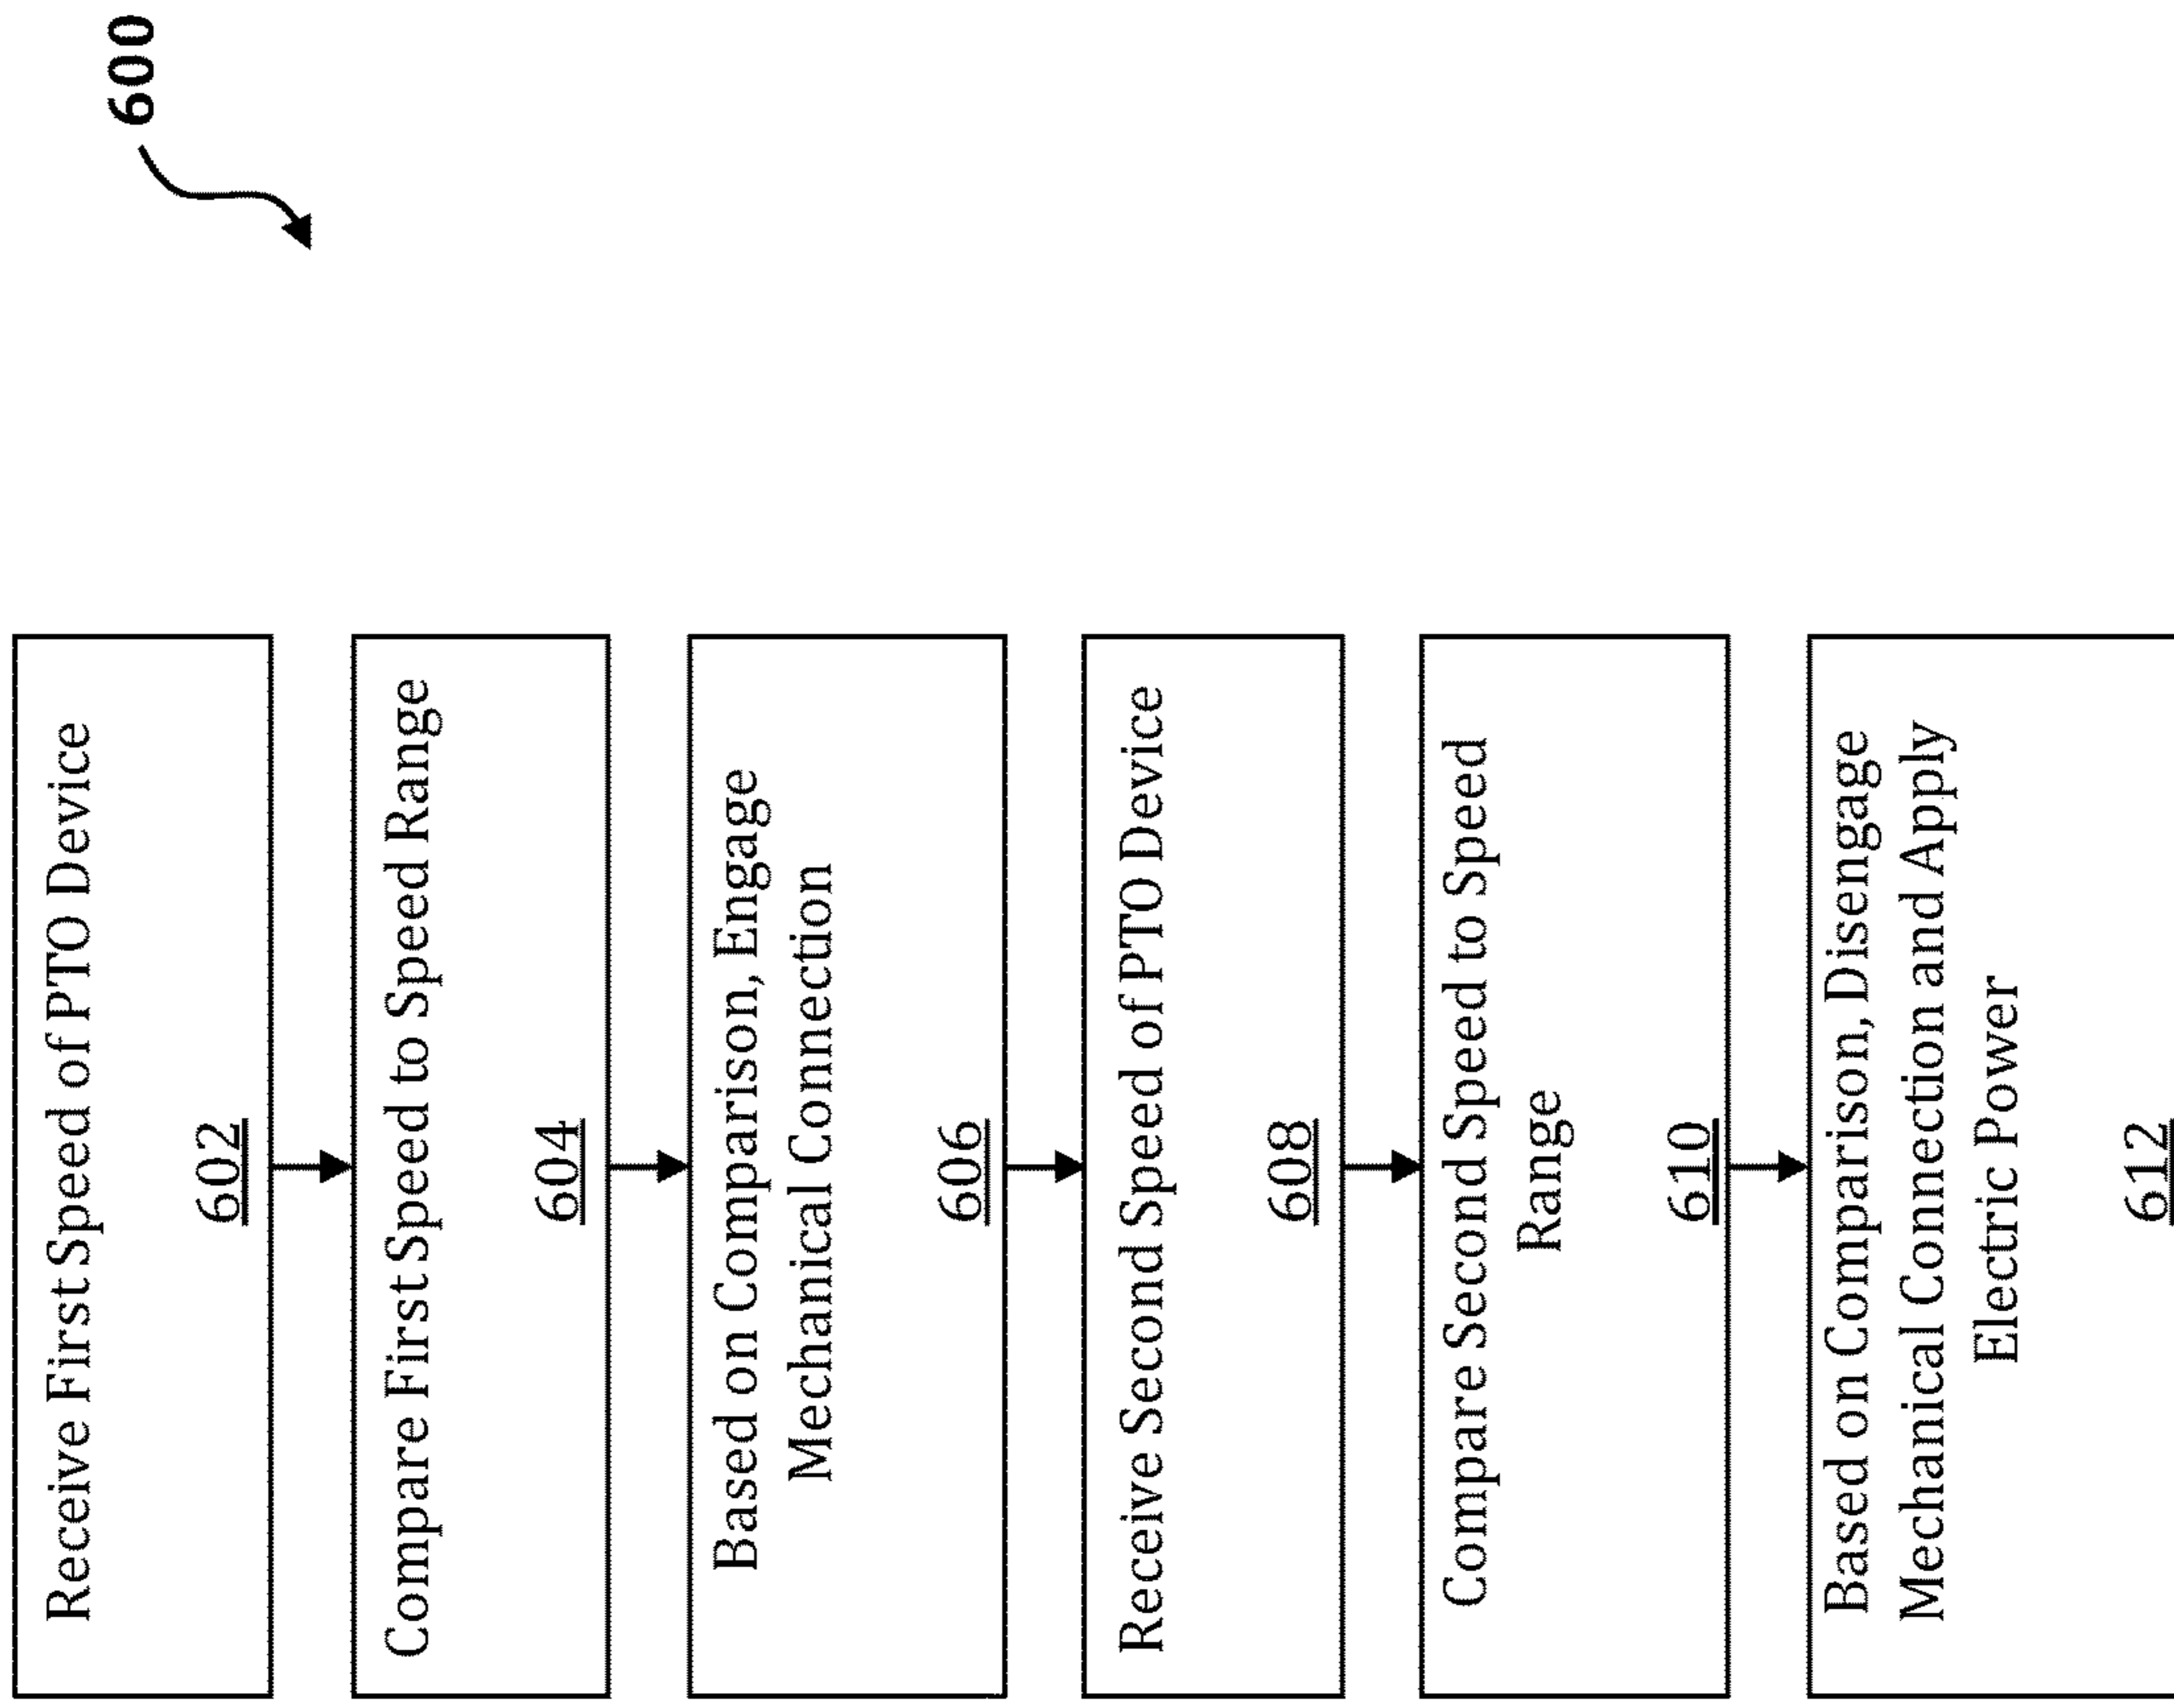 600
Receive First Speed of PTO Device
602
Compare First Speed to Speed Range
604
Based on Comparison, Engage
Mechanical Connection
606
Receive Second Speed of PTO Device
608
Compare Second Speed to Speed
Range
610
Based on Comparison, Disengage
Mechanical Connection and Apply
Electric Power
612